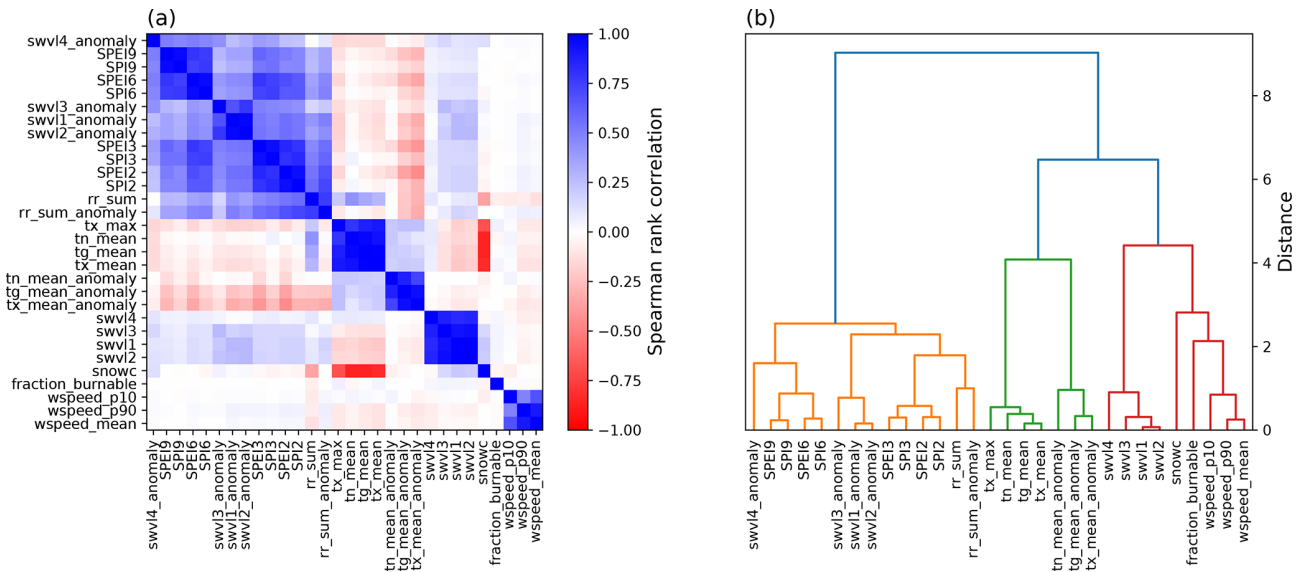 (a)
swvl4_anomaly
SPEI9
SPI9
SPEI6
SPI6
swvl3_anomaly
swvl1_anomaly
swvl2_anomaly
SPEI3
SPI3
SPEI2
SPI2
rr_sum
rr_sum_anomaly
tx_max
tn_mean
tg_mean
tx_mean
tn_mean_anomaly
tg_mean_anomaly
tx_mean_anomaly
swvl4
swvl3
swvl1
swvl2
snowc
fraction_burnable
wspeed_p10
wspeed_p90
wspeed_mean
swvl4_anomaly
SPEI9
SPI9
SPEI6
SPI6
swvl3_anomaly
swvl1_anomaly
swvl2_anomaly
SPEI3
SPI3
SPEI2
SPI2
rr_sum
rr_sum_anomaly
tx_max
tn_mean
tg_mean
tx_mean
tn_mean_anomaly
tg_mean_anomaly
tx_mean_anomaly
swvl4
swvl3
swvl1
swvl2
snowc
fraction_burnable
wspeed_p10
wspeed_p90
wspeed_mean
1.00
0.75
0.50
0.25
0.00
−0.25
−0.50
−0.75
−1.00
Spearman rank correlation
(b)
8
6
4
2
0
Distance
swvl4_anomaly
SPEI9
SPI9
SPEI6
SPI6
swvl3_anomaly
swvl1_anomaly
swvl2_anomaly
SPEI3
SPI3
SPEI2
SPI2
rr_sum
rr_sum_anomaly
tx_max
tn_mean
tg_mean
tx_mean
tn_mean_anomaly
tg_mean_anomaly
tx_mean_anomaly
swvl4
swvl3
swvl1
swvl2
snowc
fraction_burnable
wspeed_p10
wspeed_p90
wspeed_mean